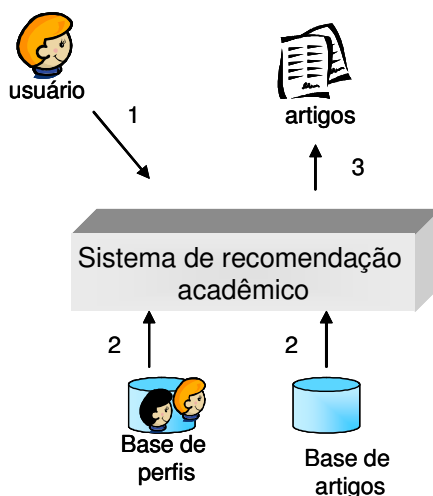 usuário
artigos
1
3
Sistema de recomendação
acadêmico
2
2
Base de
perfis
Base de
artigos